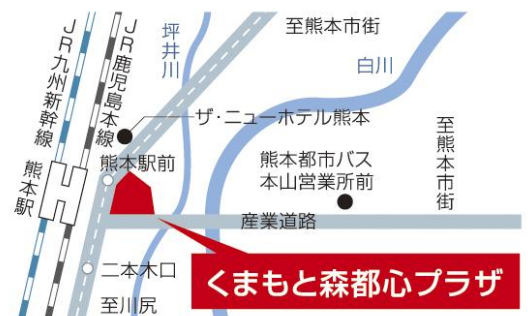 至熊本市街
坪井川
JR鹿児島本線
JR九州新幹線
白川
ザ・ニューホテル熊本
至熊本市街
熊本駅前
熊本都市バス
本山営業所前
熊本駅
産業道路
二本木口
くまもと森都心プラザ
至川尻